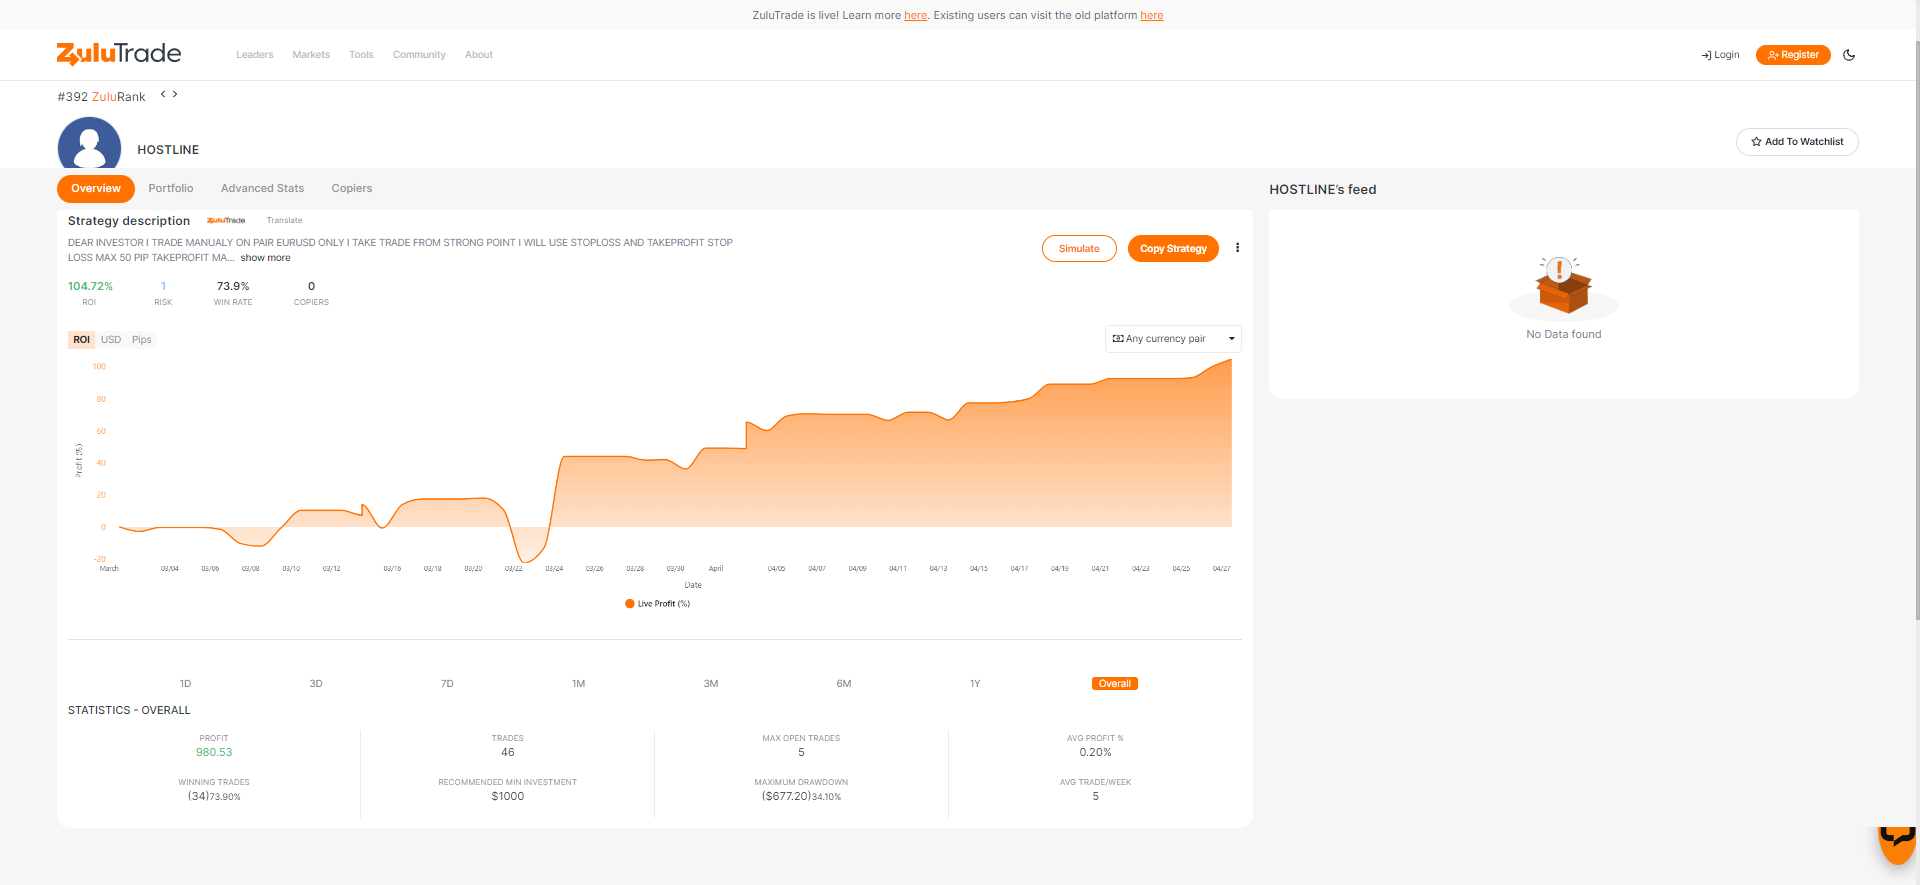 ZuluTrade is live! Learn more here. Existing users can visit the old platform here
ZuluTrade
Leaders Markets Tools Community About
Login Register
#392 ZuluRank
HOSTLINE
Add To Watchlist
Overview Portfolio Advanced Stats Copiers
HOSTLINE's feed
Strategy description ZuluTrade Translate
DEAR INVESTOR I TRADE MANUALY ON PAIR EURUSD ONLY I TAKE TRADE FROM STRONG POINT I WILL USE STOPLOSS AND TAKEPROFIT STOP
LOSS MAX 50 PIP TAKEPROFIT MA... show more
Simulate Copy Strategy
104.72% 1 73.9% 0
ROI RISK WIN RATE COPIERS
No Data found
ROI USD Pips
Any currency pair
100
80
60
40
20
0
-20
Profit (%)
March 03/04 03/06 03/08 03/10 03/12 03/16 03/18 03/20 03/22 03/24 03/26 03/28 03/30 April 04/05 04/07 04/09 04/11 04/13 04/15 04/17 04/19 04/21 04/23 04/25 04/27
Date
Live Profit (%)
1D 3D 7D 1M 3M 6M 1Y Overall
STATISTICS - OVERALL
PROFIT TRADES MAX OPEN TRADES AVG PROFIT %
980.53 46 5 0.20%
WINNING TRADES RECOMMENDED MIN INVESTMENT MAXIMUM DRAWDOWN AVG TRADE/WEEK
(34)73.90% $1000 ($677.20)34.10% 5